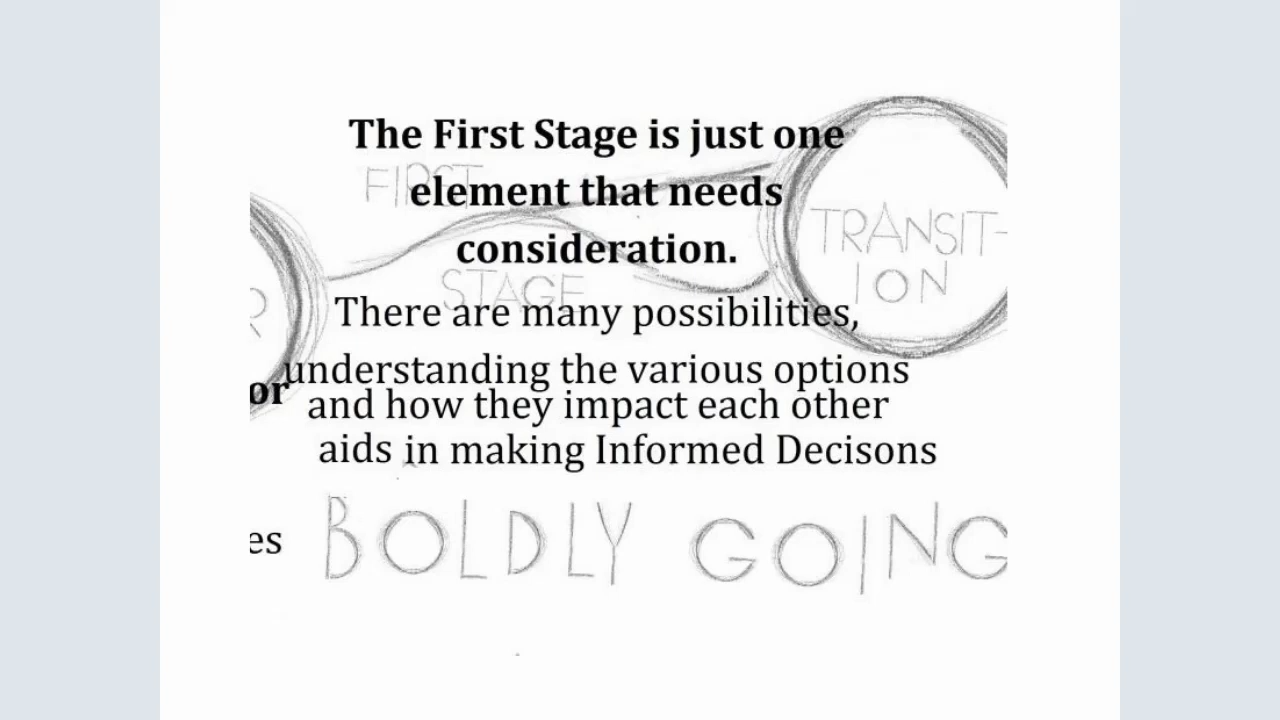 The First Stage is just one
FIRST
element that needs
consideration.
TRANSIT-
ION
STAGE
R
There are many possibilities,
understanding the various options
or
and how they impact each other
aids in making Informed Decisons
es
BOLDLY GOING